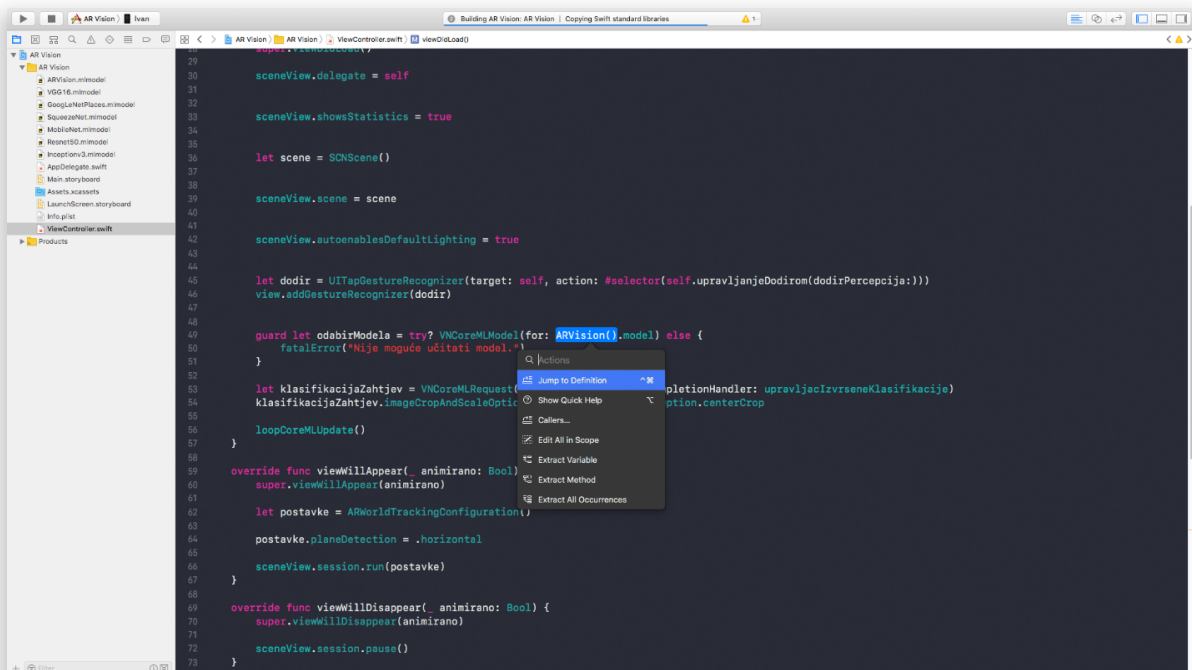 AR Vision
Ivan
Building AR Vision: AR Vision | Copying Swift standard libraries
1
AR Vision
AR Vision
ViewController.swift
M viewDidLoad()
AR Vision
AR Vision
ARVision.mlmodel
VGG16.mlmodel
GoogLeNetPlaces.mlmodel
SqueezeNet.mlmodel
MobileNet.mlmodel
Resnet50.mlmodel
Inceptionv3.mlmodel
AppDelegate.swift
Main.storyboard
Assets.xcassets
LaunchScreen.storyboard
Info.plist
ViewController.swift
Products
Filter
28 super.viewDidLoad()
29
30 sceneView.delegate = self
31
32
33 sceneView.showsStatistics = true
34
35
36 let scene = SCNScene()
37
38
39 sceneView.scene = scene
40
41
42 sceneView.autoenablesDefaultLighting = true
43
44
45 let dodir = UITapGestureRecognizer(target: self, action: #selector(self.upravljanjeDodirom(dodirPercepcija:)))
46 view.addGestureRecognizer(dodir)
47
48
49 guard let odabirModela = try? VNCoreMLModel(for: ARVision().model) else {
50 fatalError("Nije moguće učitati model.")
51 }
52
53 let klasifikacijaZahtjev = VNCoreMLRequest( pletionHandler: upravljacIzvrseneKlasifikacije)
54 klasifikacijaZahtjev.imageCropAndScaleOptio ption.centerCrop
55
56 loopCoreMLUpdate()
57 }
58
59 override func viewWillAppear(_ animirano: Bool)
60 super.viewWillAppear(animirano)
61
62 let postavke = ARWorldTrackingConfiguration()
63
64 postavke.planeDetection = .horizontal
65
66 sceneView.session.run(postavke)
67 }
68
69 override func viewWillDisappear(_ animirano: Bool) {
70 super.viewWillDisappear(animirano)
71
72 sceneView.session.pause()
73 }
Actions
Jump to Definition ^⌘
Show Quick Help ⌥
Callers...
Edit All in Scope
Extract Variable
Extract Method
Extract All Occurrences